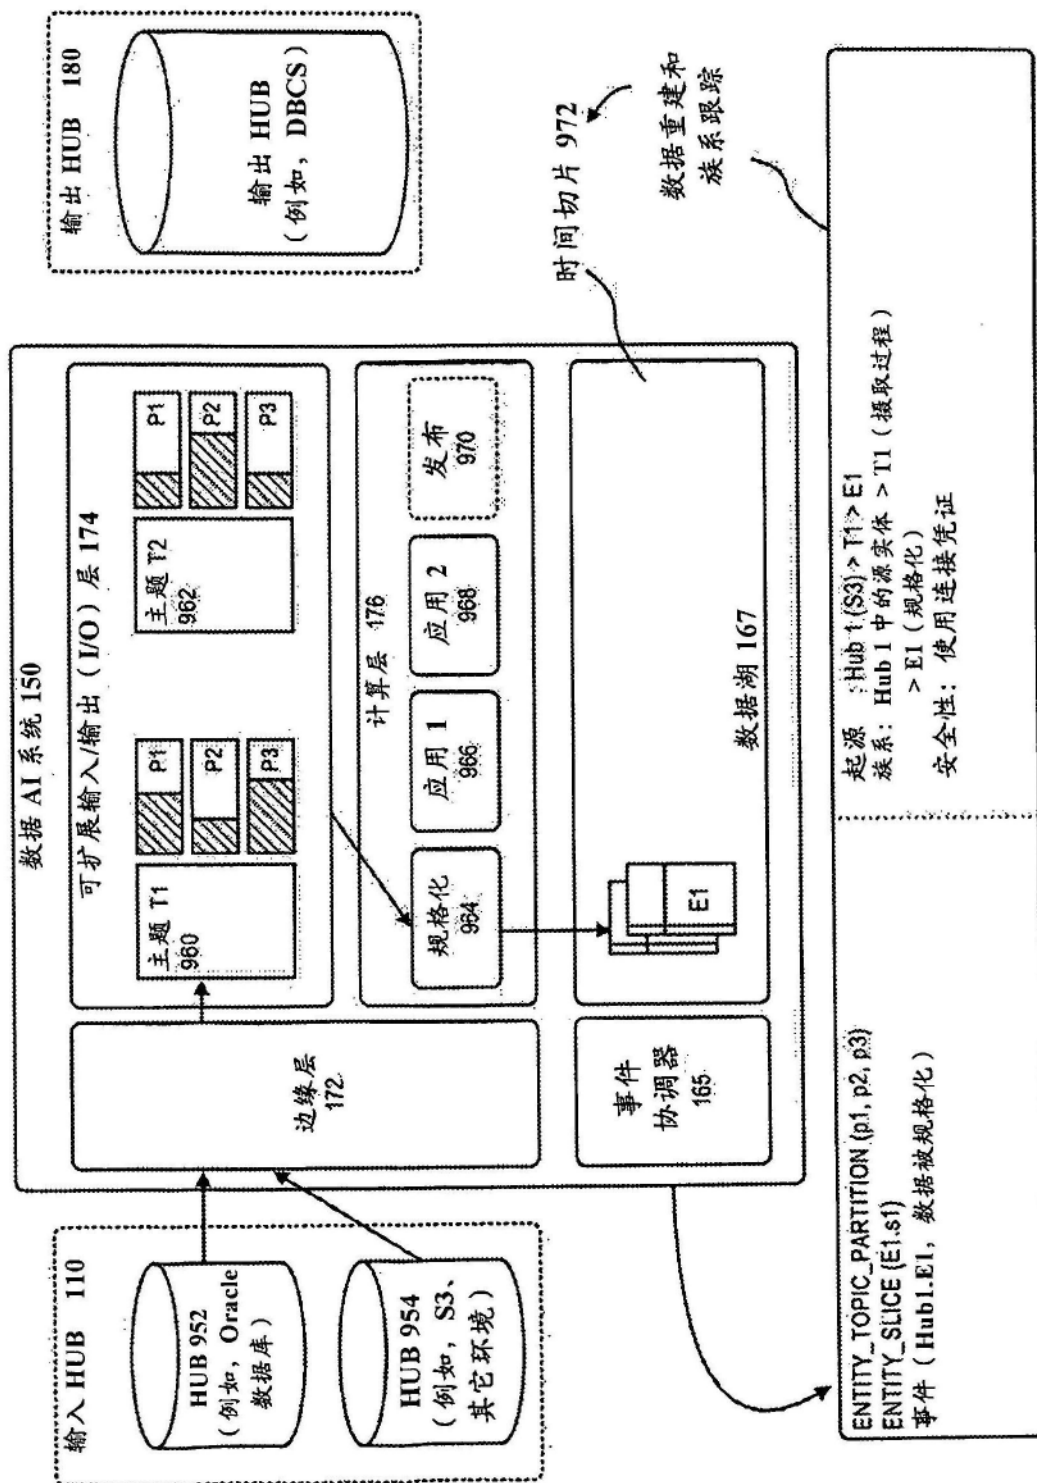 输入 HUB 110
HUB 952
(例如，Oracle
数据库)
HUB 954
(例如，S3、
其它环境)
数据 AI 系统 150
边缘层
172
可扩展输入/输出（I/O）层 174
主题 T1
960
P1
P2
P3
主题 T2
962
P1
P2
P3
计算层 176
规格化
964
应用 1
966
应用 2
968
发布
970
事件
协调器
165
E1
数据湖 167
输出 HUB 180
输出 HUB
(例如，DBCS)
时间切片 972
数据重建和
族系跟踪
ENTITY_TOPIC_PARTITION (p1, p2, p3)
ENTITY_SLICE (E1.s1)
事件（Hub1.E1，数据被规格化）
起源 :Hub 1 (S3) > T1 > E1
族系：Hub 1 中的源实体 > T1（摄取过程）
> E1（规格化）
安全性：使用连接凭证